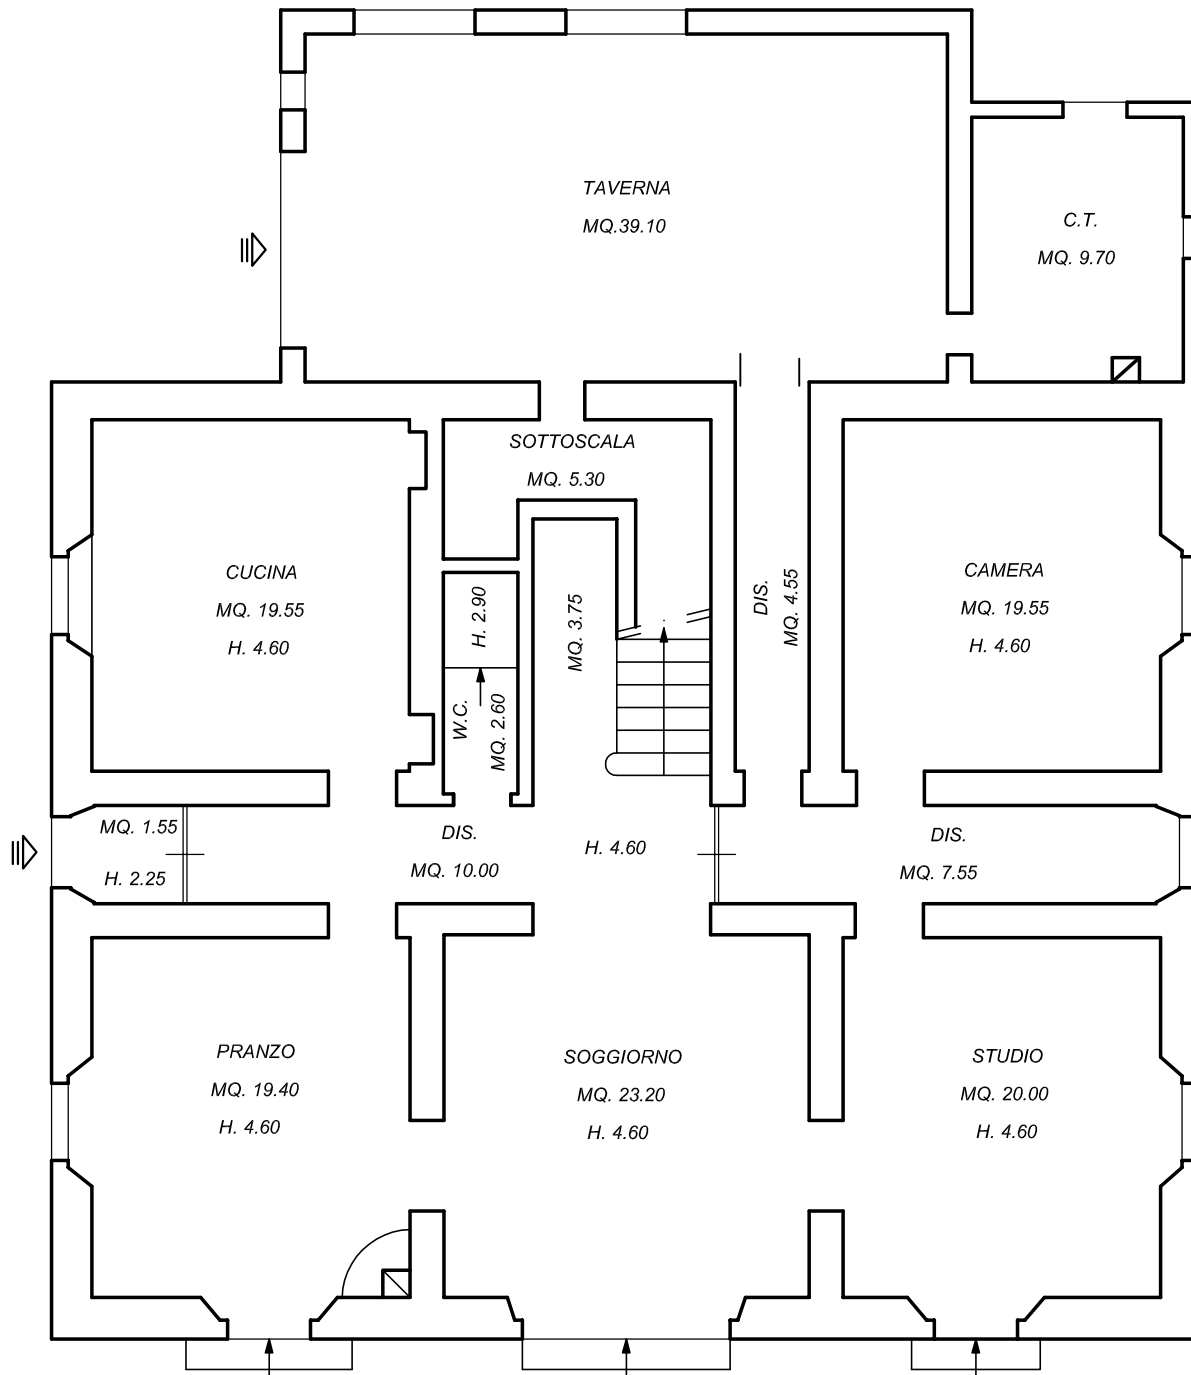 TAVERNA
MQ.39.10
C.T.
MQ. 9.70
SOTTOSCALA
MQ. 5.30
CUCINA
MQ. 19.55
H. 4.60
H. 2.90
W.C.
MQ. 2.60
MQ. 3.75
DIS.
MQ. 4.55
CAMERA
MQ. 19.55
H. 4.60
MQ. 1.55
H. 2.25
DIS.
MQ. 10.00
H. 4.60
DIS.
MQ. 7.55
PRANZO
MQ. 19.40
H. 4.60
SOGGIORNO
MQ. 23.20
H. 4.60
STUDIO
MQ. 20.00
H. 4.60